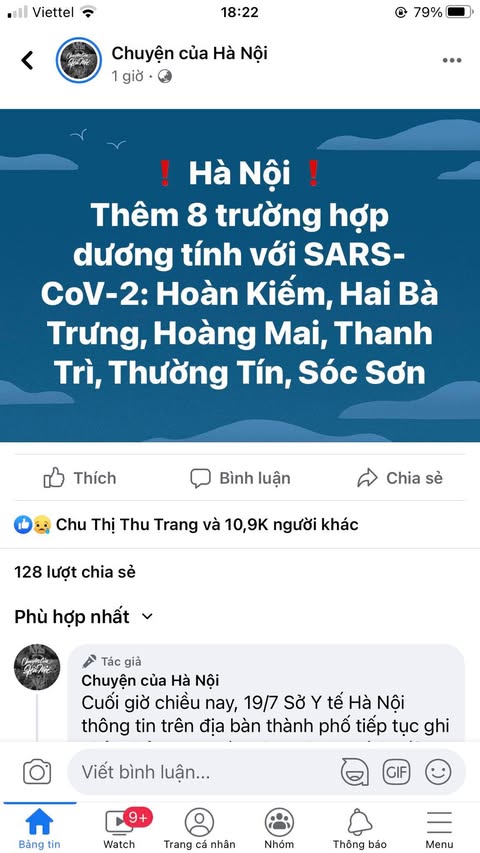 Viettel 18:22 79%
Chuyện của Hà Nội
1 giờ ·
❗ Hà Nội ❗
Thêm 8 trường hợp
dương tính với SARS-
CoV-2: Hoàn Kiếm, Hai Bà
Trưng, Hoàng Mai, Thanh
Trì, Thường Tín, Sóc Sơn
Thích Bình luận Chia sẻ
Chu Thị Thu Trang và 10,9K người khác
128 lượt chia sẻ
Phù hợp nhất
Tác giả
Chuyện của Hà Nội
Cuối giờ chiều nay, 19/7 Sở Y tế Hà Nội
thông tin trên địa bàn thành phố tiếp tục ghi
Viết bình luận... GIF
9+
Bảng tin Watch Trang cá nhân Nhóm Thông báo Menu